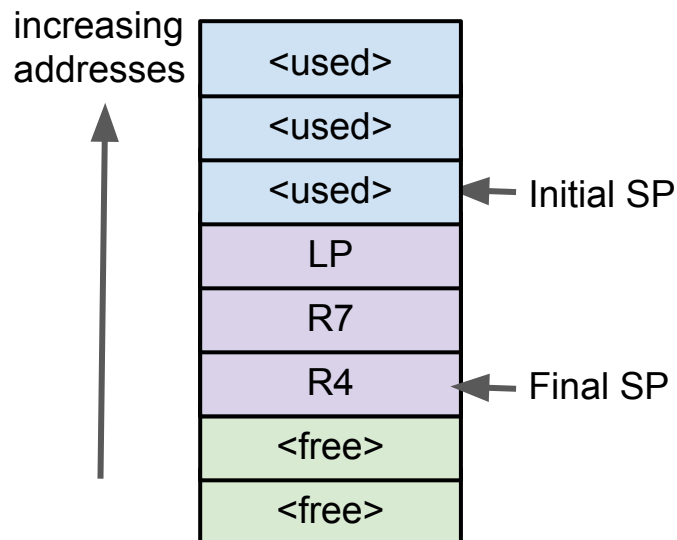 increasing
addresses
<used>
<used>
<used>
Initial SP
LP
R7
R4
Final SP
<free>
<free>